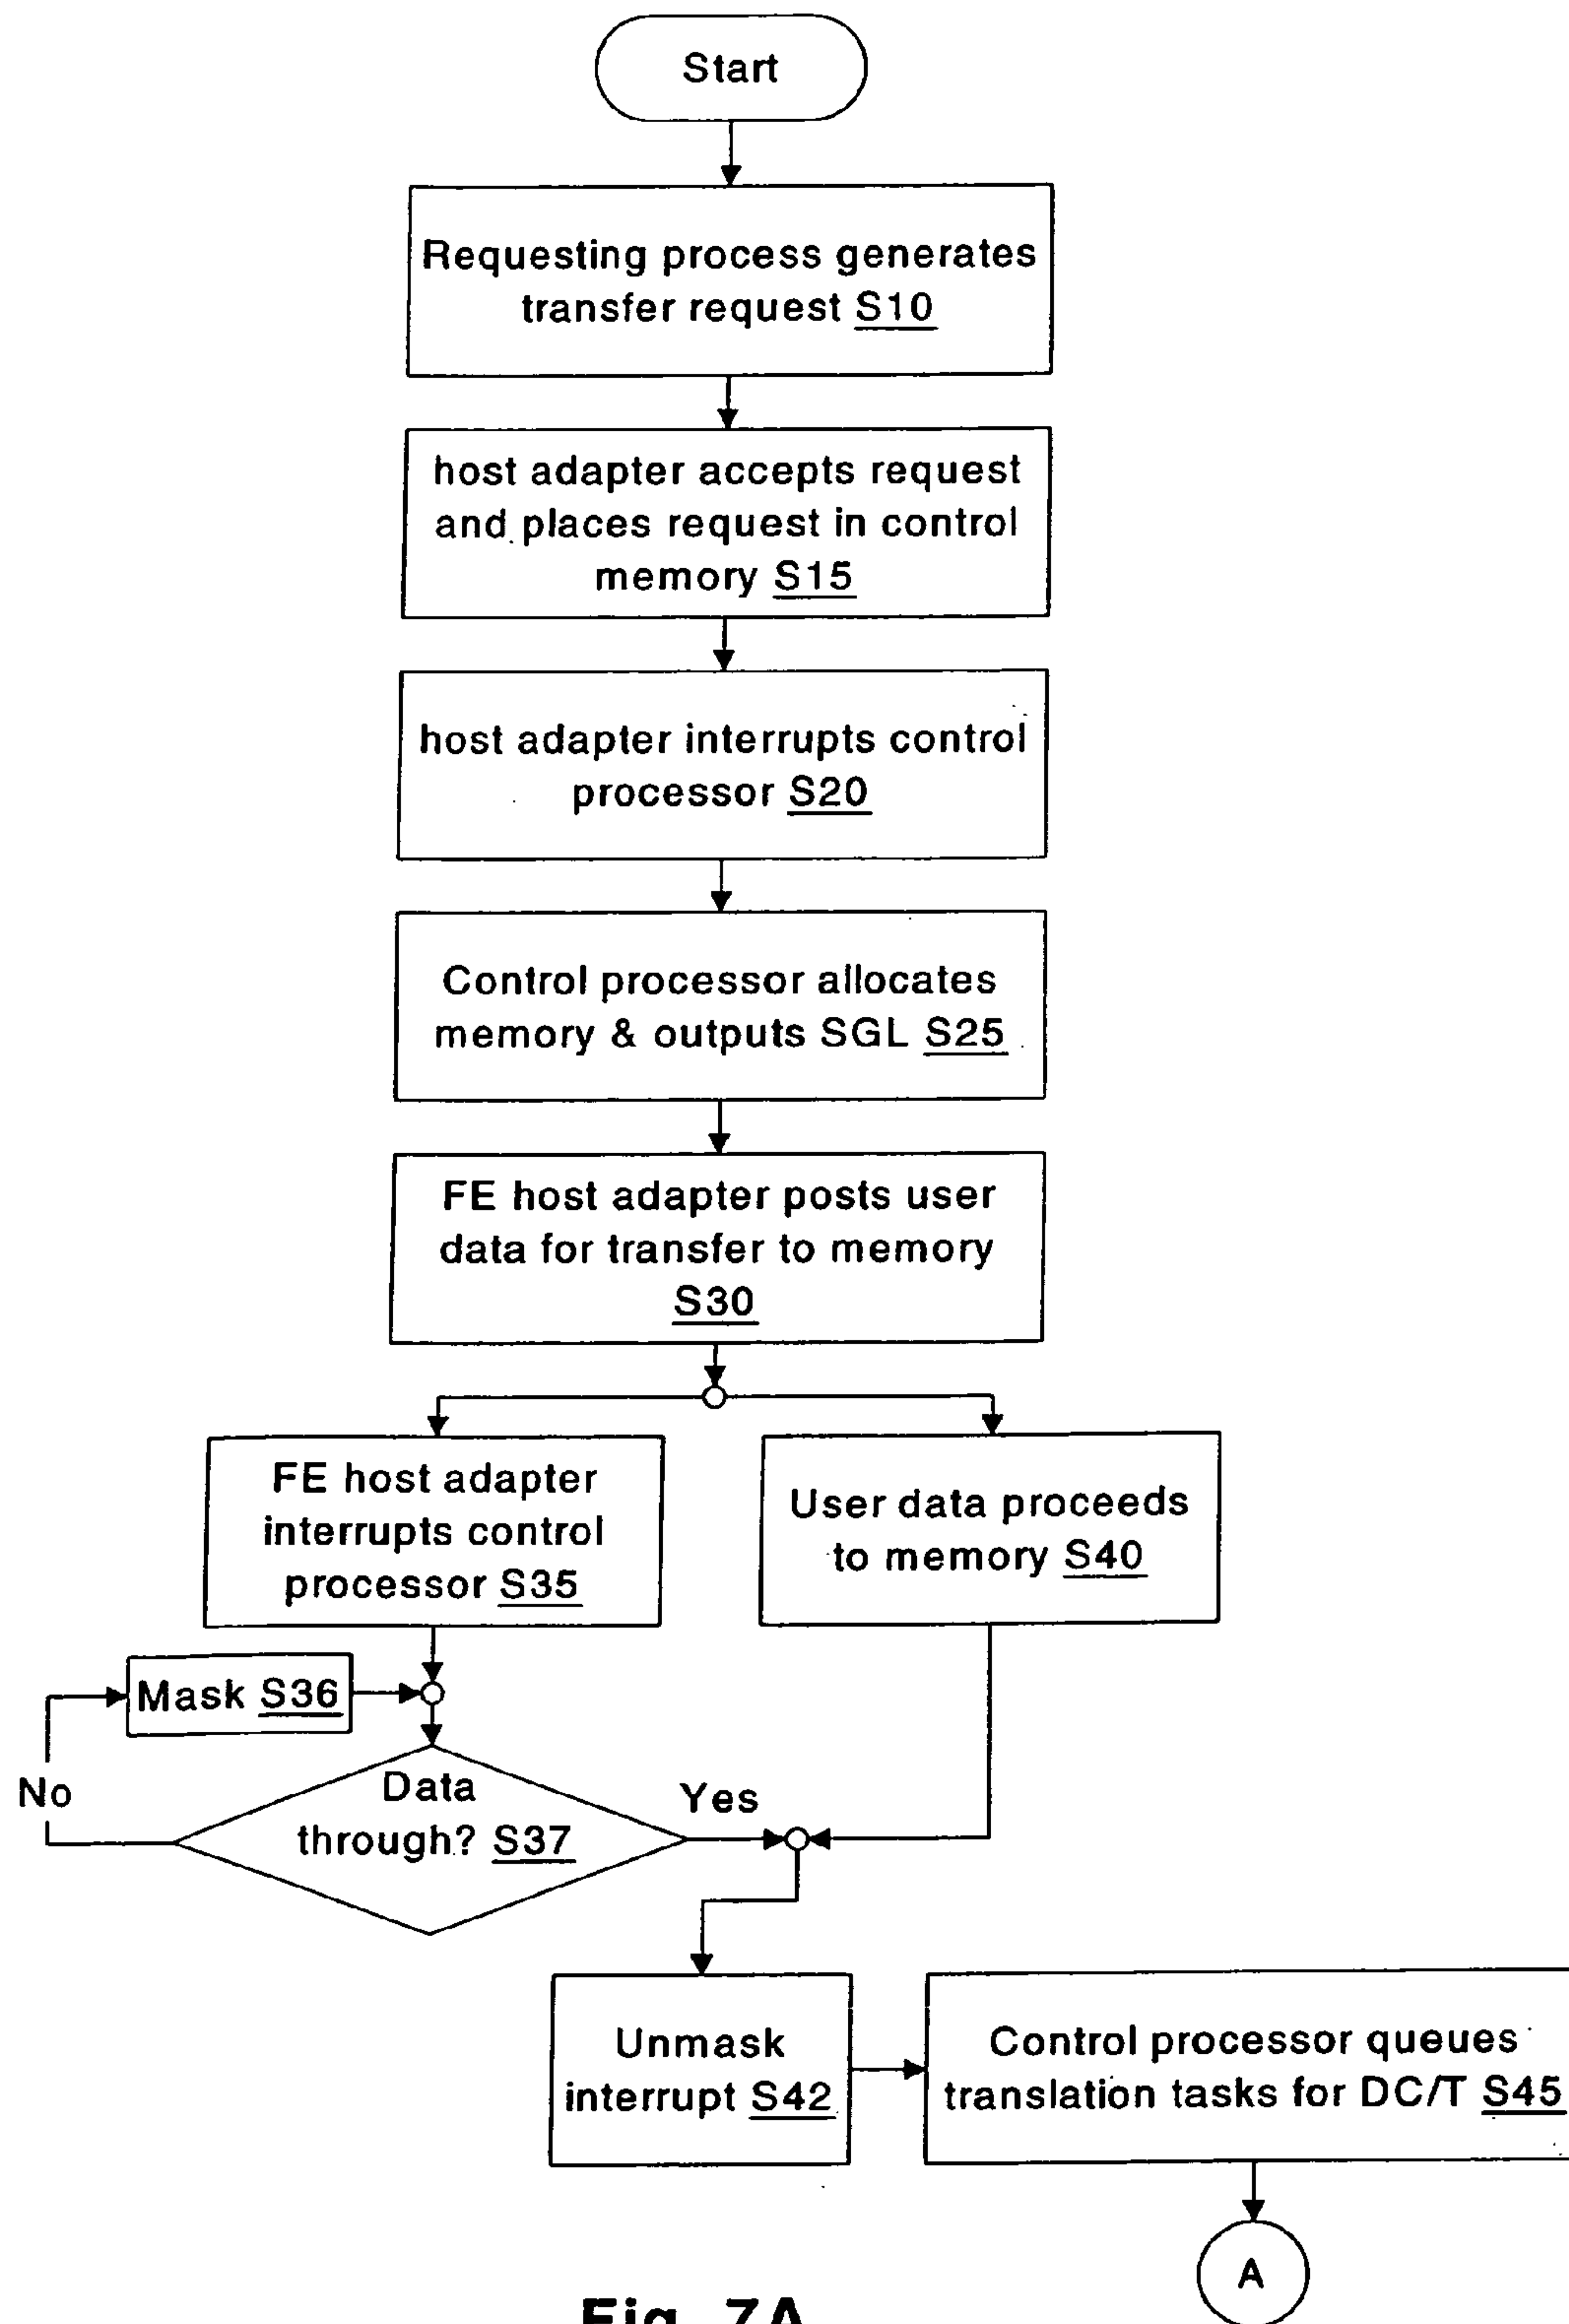 Start
Requesting process generates
transfer request S10
host adapter accepts request
and places request in control
memory S15
host adapter interrupts control
processor S20
Control processor allocates
memory & outputs SGL S25
FE host adapter posts user
data for transfer to memory
S30
FE host adapter
interrupts control
processor S35
User data proceeds
to memory S40
Mask S36
No
Data
through? S37
Yes
Unmask
interrupt S42
Control processor queues
translation tasks for DC/T S45
A
Fig. 7A